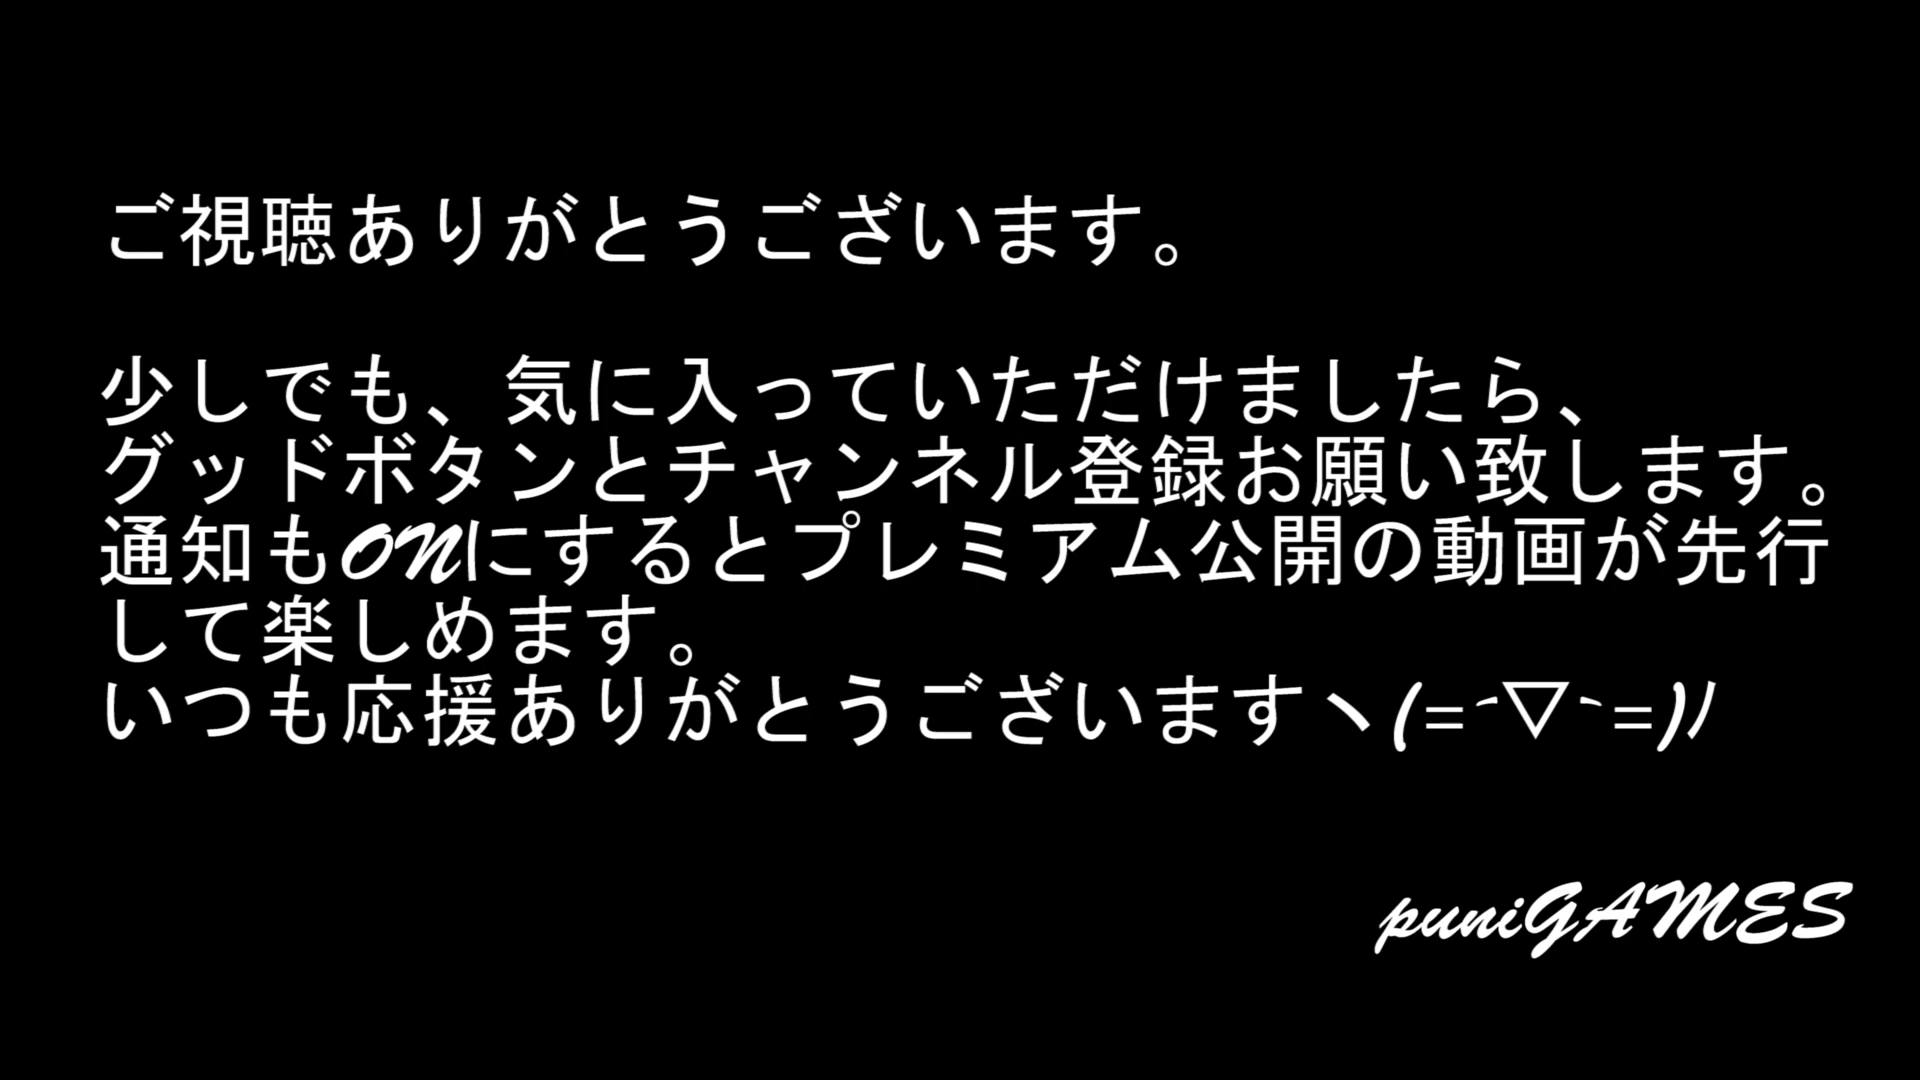 ご視聴ありがとうございます。
少しでも、気に入っていただけましたら、
グッドボタンとチャンネル登録お願い致します。
通知もONにするとプレミアム公開の動画が先行
して楽しめます。
いつも応援ありがとうございますヽ(=´▽`=)ﾉ
puniGAMES